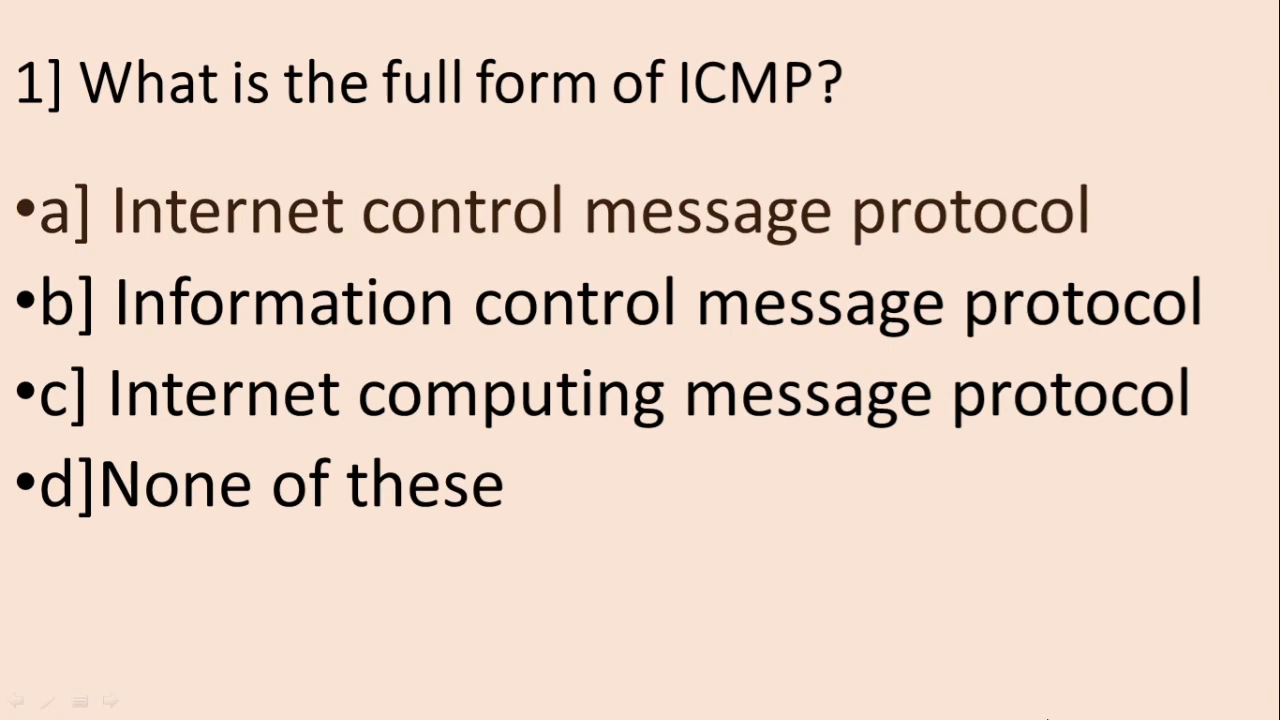 1] What is the full form of ICMP?
•a] Internet control message protocol
•b] Information control message protocol
•c] Internet computing message protocol
•d]None of these